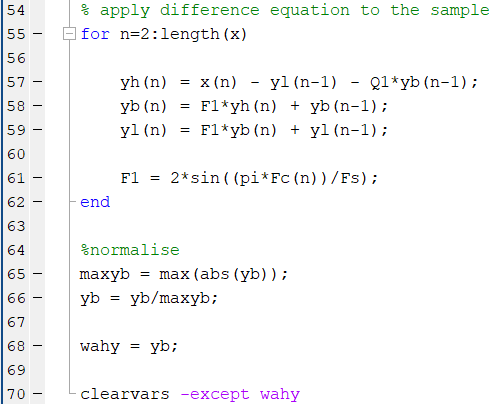 54 % apply difference equation to the sample
55 – for n=2:length(x)
56
57 – yh(n) = x(n) - yl(n-1) - Q1*yb(n-1);
58 – yb(n) = F1*yh(n) + yb(n-1);
59 – yl(n) = F1*yb(n) + yl(n-1);
60
61 – F1 = 2*sin((pi*Fc(n))/Fs);
62 – end
63
64 %normalise
65 – maxyb = max(abs(yb));
66 – yb = yb/maxyb;
67
68 – wahy = yb;
69
70 – clearvars -except wahy